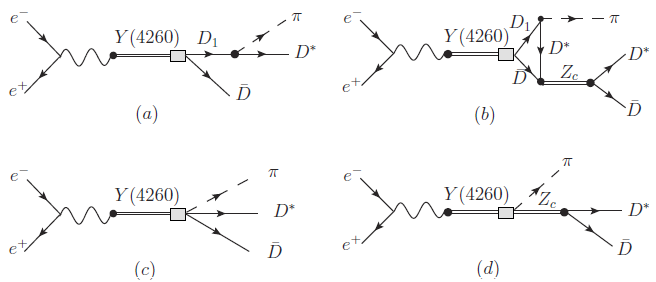 e⁻ Y(4260) D₁ π D* D̄ e⁺
(a)
e⁻ Y(4260) D₁ π D* D̄ Z_c D* D̄ e⁺
(b)
e⁻ Y(4260) π D* D̄ e⁺
(c)
e⁻ Y(4260) π Z_c D* D̄ e⁺
(d)